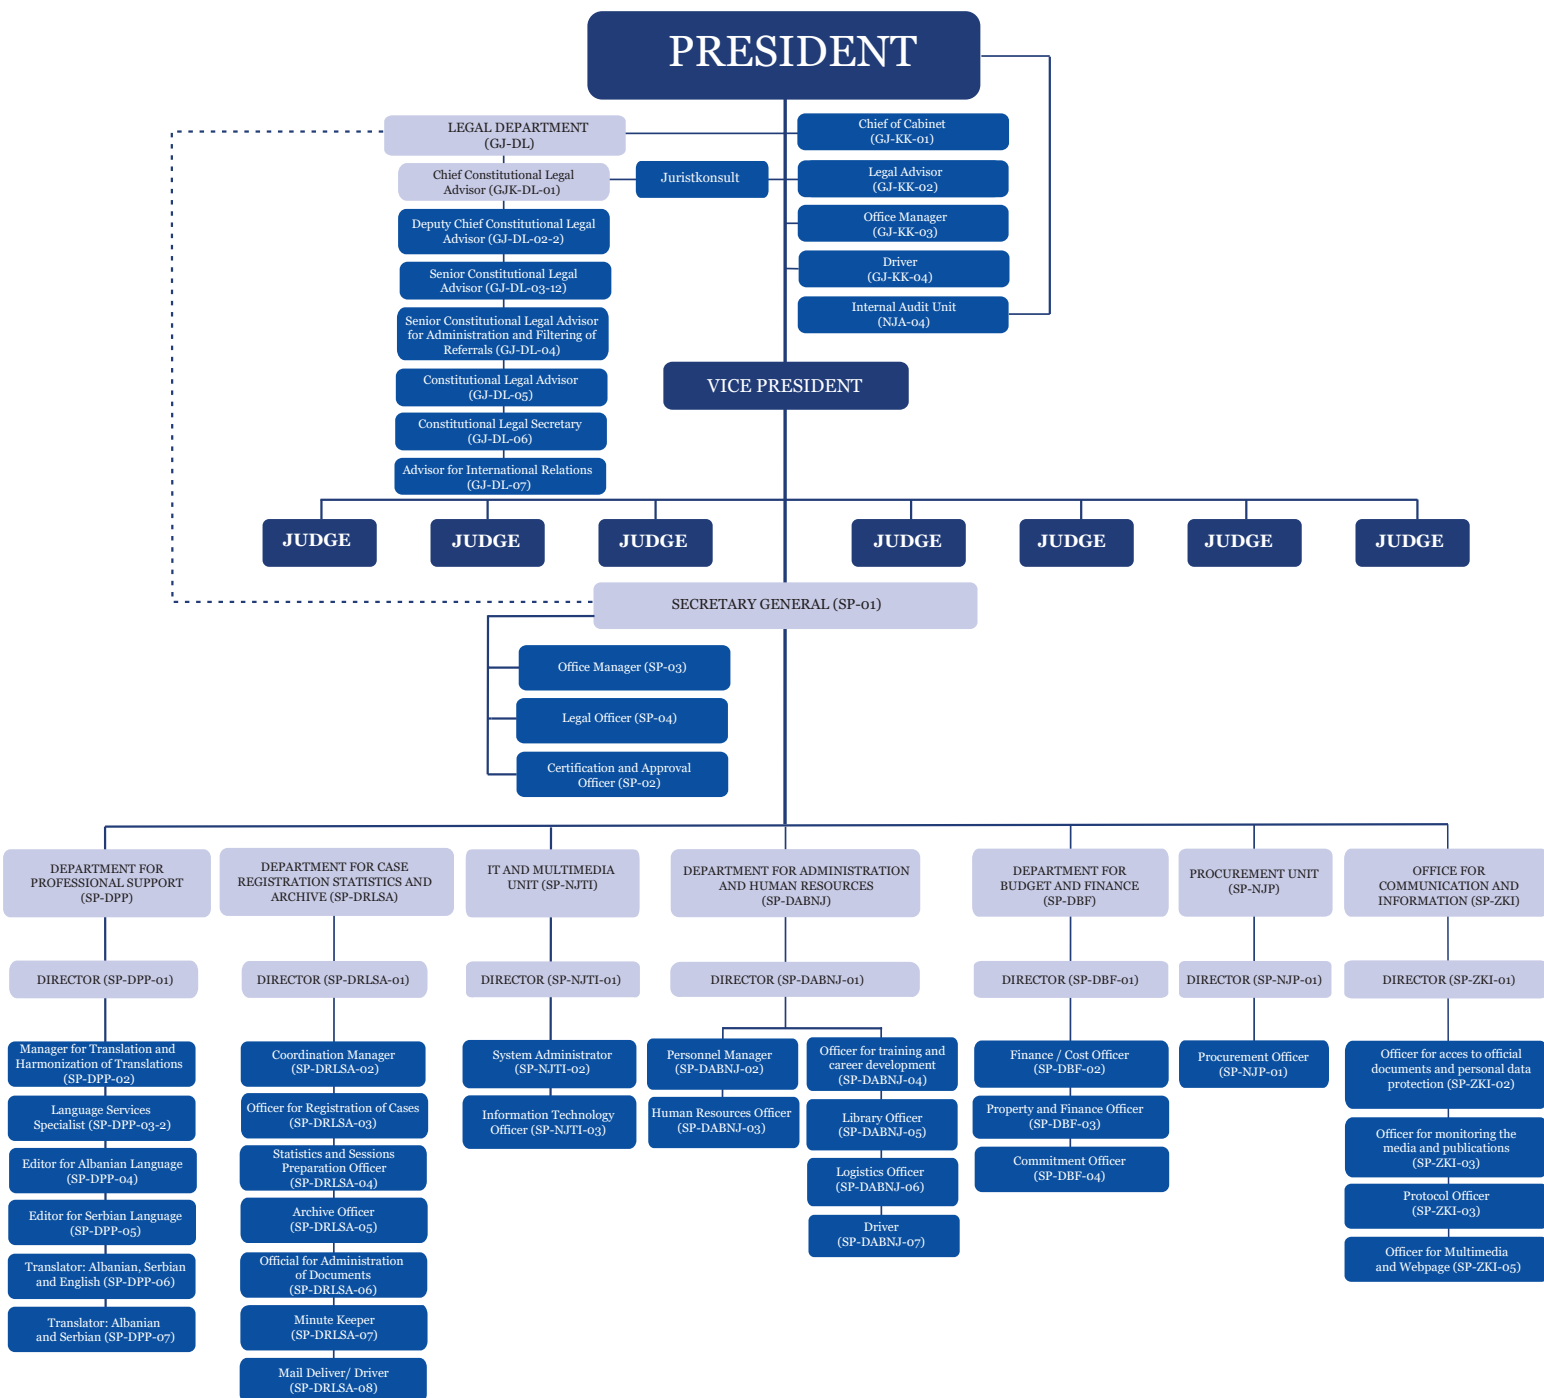 PRESIDENT
LEGAL DEPARTMENT
(GJ-DL)
Chief Constitutional Legal
Advisor (GJK-DL-01)
Juristkonsult
Deputy Chief Constitutional Legal
Advisor (GJ-DL-02-2)
Senior Constitutional Legal
Advisor (GJ-DL-03-12)
Senior Constitutional Legal Advisor
for Administration and Filtering of
Referrals (GJ-DL-04)
Constitutional Legal Advisor
(GJ-DL-05)
Constitutional Legal Secretary
(GJ-DL-06)
Advisor for International Relations
(GJ-DL-07)
Chief of Cabinet
(GJ-KK-01)
Legal Advisor
(GJ-KK-02)
Office Manager
(GJ-KK-03)
Driver
(GJ-KK-04)
Internal Audit Unit
(NJA-04)
VICE PRESIDENT
JUDGE
JUDGE
JUDGE
JUDGE
JUDGE
JUDGE
JUDGE
SECRETARY GENERAL (SP-01)
Office Manager (SP-03)
Legal Officer (SP-04)
Certification and Approval
Officer (SP-02)
DEPARTMENT FOR
PROFESSIONAL SUPPORT
(SP-DPP)
DIRECTOR (SP-DPP-01)
Manager for Translation and
Harmonization of Translations
(SP-DPP-02)
Language Services
Specialist (SP-DPP-03-2)
Editor for Albanian Language
(SP-DPP-04)
Editor for Serbian Language
(SP-DPP-05)
Translator: Albanian, Serbian
and English (SP-DPP-06)
Translator: Albanian
and Serbian (SP-DPP-07)
DEPARTMENT FOR CASE
REGISTRATION STATISTICS AND
ARCHIVE (SP-DRLSA)
DIRECTOR (SP-DRLSA-01)
Coordination Manager
(SP-DRLSA-02)
Officer for Registration of Cases
(SP-DRLSA-03)
Statistics and Sessions
Preparation Officer
(SP-DRLSA-04)
Archive Officer
(SP-DRLSA-05)
Official for Administration
of Documents
(SP-DRLSA-06)
Minute Keeper
(SP-DRLSA-07)
Mail Deliver/ Driver
(SP-DRLSA-08)
IT AND MULTIMEDIA
UNIT (SP-NJTI)
DIRECTOR (SP-NJTI-01)
System Administrator
(SP-NJTI-02)
Information Technology
Officer (SP-NJTI-03)
DEPARTMENT FOR ADMINISTRATION
AND HUMAN RESOURCES
(SP-DABNJ)
DIRECTOR (SP-DABNJ-01)
Personnel Manager
(SP-DABNJ-02)
Human Resources Officer
(SP-DABNJ-03)
Officer for training and
career development
(SP-DABNJ-04)
Library Officer
(SP-DABNJ-05)
Logistics Officer
(SP-DABNJ-06)
Driver
(SP-DABNJ-07)
DEPARTMENT FOR
BUDGET AND FINANCE
(SP-DBF)
DIRECTOR (SP-DBF-01)
Finance / Cost Officer
(SP-DBF-02)
Property and Finance Officer
(SP-DBF-03)
Commitment Officer
(SP-DBF-04)
PROCUREMENT UNIT
(SP-NJP)
DIRECTOR (SP-NJP-01)
Procurement Officer
(SP-NJP-01)
OFFICE FOR
COMMUNICATION AND
INFORMATION (SP-ZKI)
DIRECTOR (SP-ZKI-01)
Officer for acces to official
documents and personal data
protection (SP-ZKI-02)
Officer for monitoring the
media and publications
(SP-ZKI-03)
Protocol Officer
(SP-ZKI-03)
Officer for Multimedia
and Webpage (SP-ZKI-05)